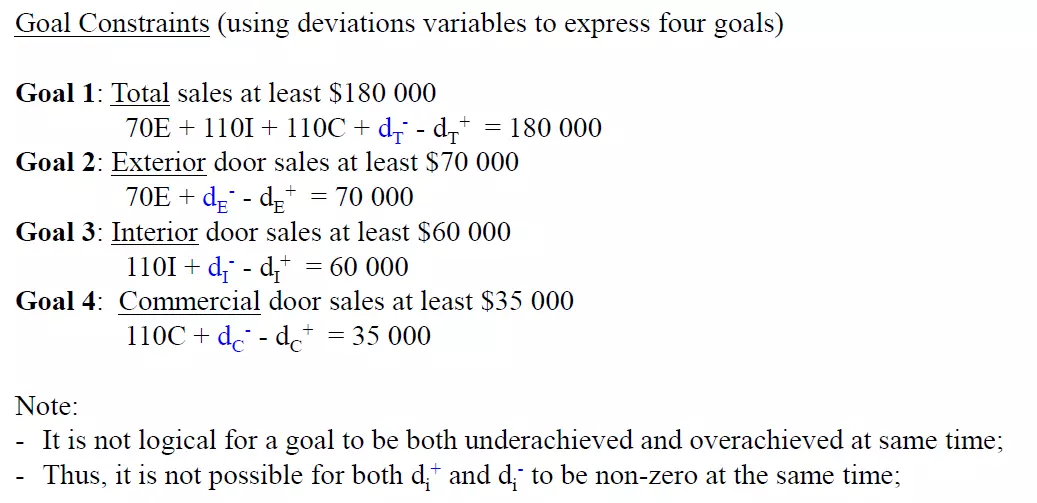 Goal Constraints (using deviations variables to express four goals)
Goal 1: Total sales at least $180 000
70E + 110I + 110C + d_T^- - d_T^+ = 180 000
Goal 2: Exterior door sales at least $70 000
70E + d_E^- - d_E^+ = 70 000
Goal 3: Interior door sales at least $60 000
110I + d_I^- - d_I^+ = 60 000
Goal 4: Commercial door sales at least $35 000
110C + d_C^- - d_C^+ = 35 000
Note:
- It is not logical for a goal to be both underachieved and overachieved at same time;
- Thus, it is not possible for both d_i^+ and d_i^- to be non-zero at the same time;